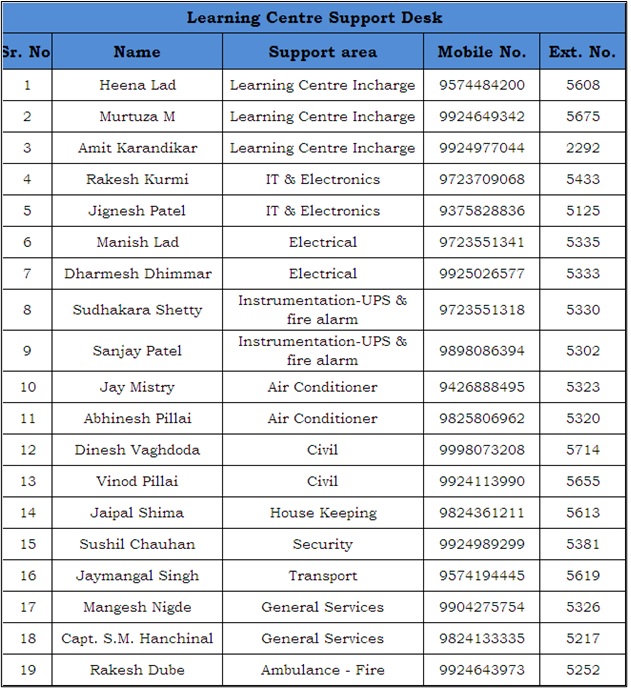 Learning Centre Support Desk
Sr. No Name Support area Mobile No. Ext. No.
1 Heena Lad Learning Centre Incharge 9574484200 5608
2 Murtuza M Learning Centre Incharge 9924649342 5675
3 Amit Karandikar Learning Centre Incharge 9924977044 2292
4 Rakesh Kurmi IT & Electronics 9723709068 5433
5 Jignesh Patel IT & Electronics 9375828836 5125
6 Manish Lad Electrical 9723551341 5335
7 Dharmesh Dhimmar Electrical 9925026577 5333
8 Sudhakara Shetty Instrumentation-UPS & fire alarm 9723551318 5330
9 Sanjay Patel Instrumentation-UPS & fire alarm 9898086394 5302
10 Jay Mistry Air Conditioner 9426888495 5323
11 Abhinesh Pillai Air Conditioner 9825806962 5320
12 Dinesh Vaghdoda Civil 9998073208 5714
13 Vinod Pillai Civil 9924113990 5655
14 Jaipal Shima House Keeping 9824361211 5613
15 Sushil Chauhan Security 9924989299 5381
16 Jaymangal Singh Transport 9574194445 5619
17 Mangesh Nigde General Services 9904275754 5326
18 Capt. S.M. Hanchinal General Services 9824133335 5217
19 Rakesh Dube Ambulance - Fire 9924643973 5252